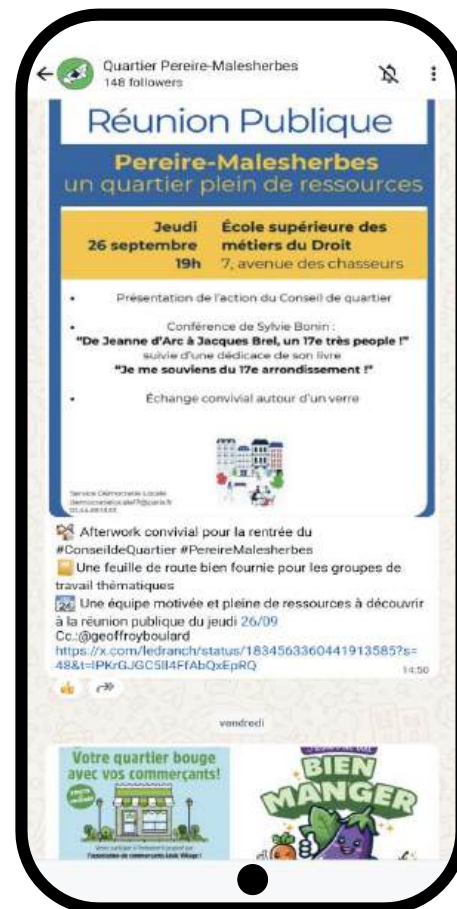 Quartier Pereire-Malesherbes
148 followers
Réunion Publique
Pereire-Malesherbes
un quartier plein de ressources
Jeudi
26 septembre
19h
École supérieure des
métiers du Droit
7, avenue des chasseurs
• Présentation de l'action du Conseil de quartier
• Conférence de Sylvie Bonin :
"De Jeanne d'Arc à Jacques Brel, un 17e très people !"
suivie d'une dédicace de son livre
"Je me souviens du 17e arrondissement !"
• Échange convivial autour d'un verre
Service Démocratie Locale
Afterwork convivial pour la rentrée du
#ConseildeQuartier #PereireMalesherbes
Une feuille de route bien fournie pour les groupes de
travail thématiques
24 Une équipe motivée et pleine de ressources à découvrir
à la réunion publique du jeudi 26/09
Cc.:@geoffroyboulard
https://x.com/ledranch/status/1834563360441913585?s=
14:50
vendredi
Votre quartier bouge
avec vos commerçants!
BIEN
MANGER